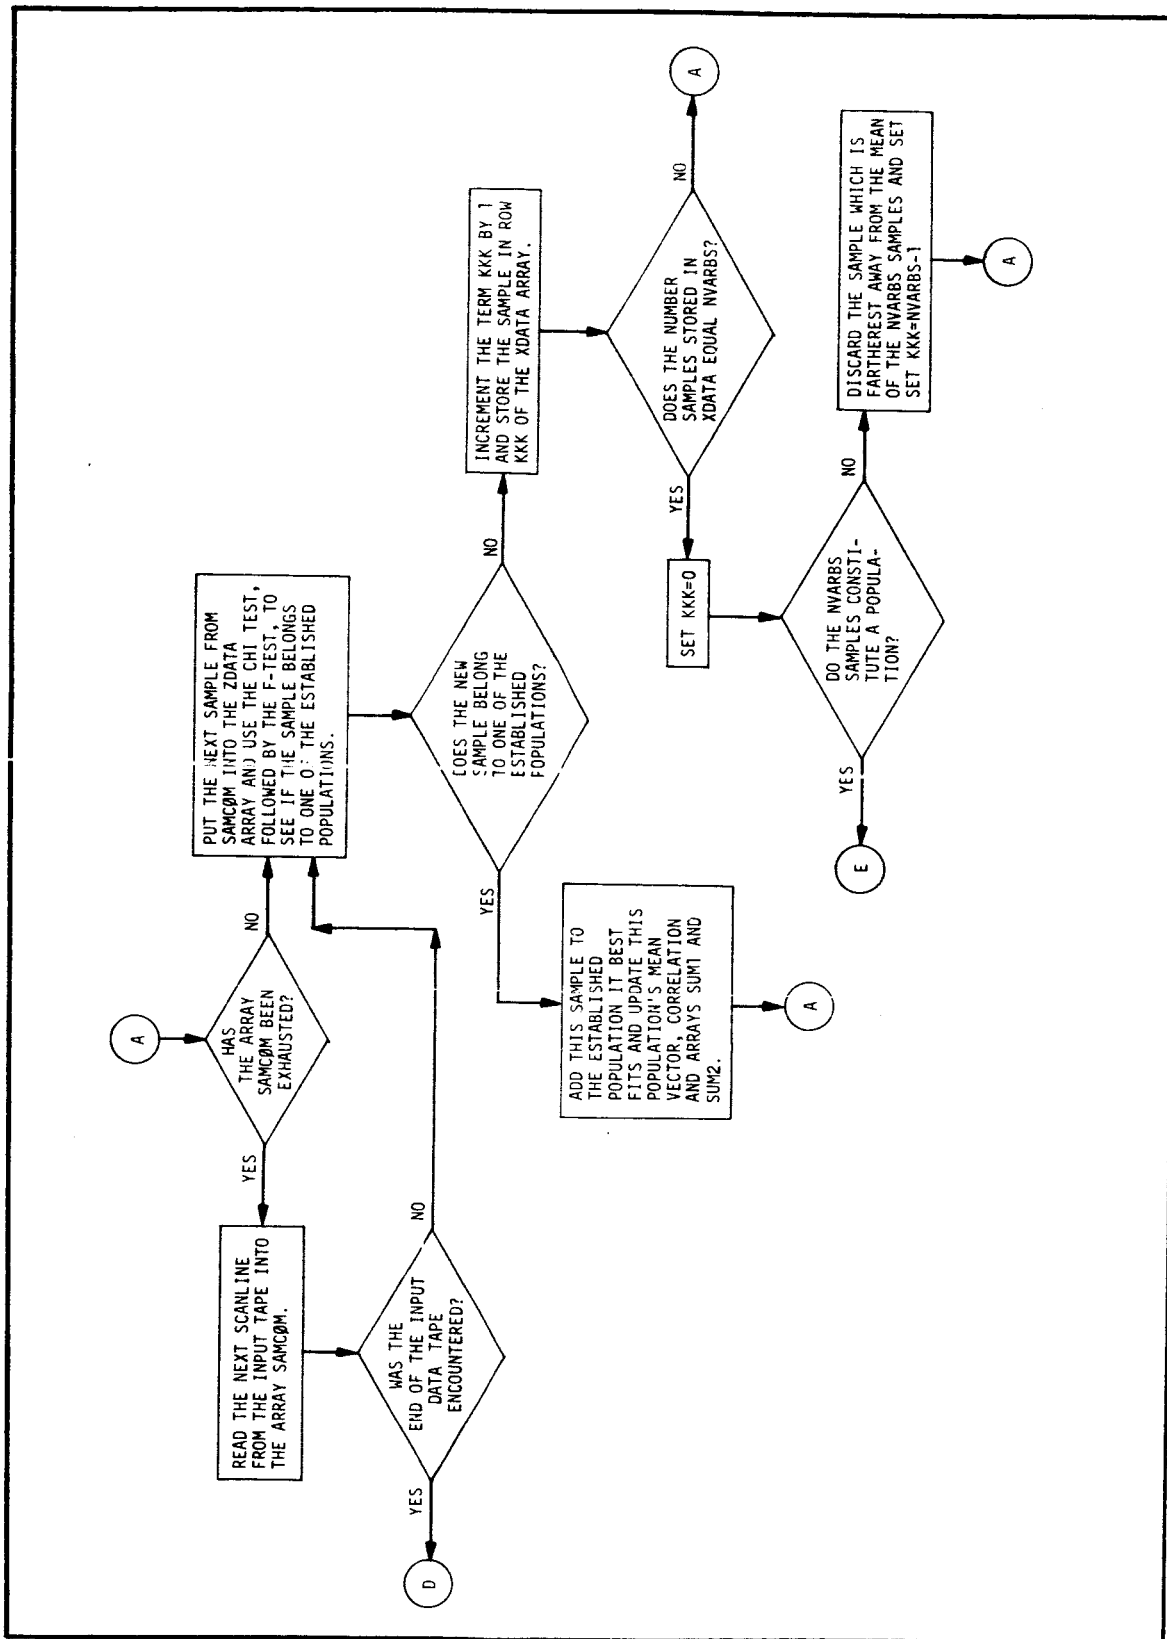 A
HAS
THE ARRAY
SAMCØM BEEN
EXHAUSTED?
YES
NO
READ THE NEXT SCANLINE
FROM THE INPUT TAPE INTO
THE ARRAY SAMCØM.
WAS THE
END OF THE INPUT
DATA TAPE
ENCOUNTERED?
YES
NO
D
PUT THE NEXT SAMPLE FROM
SAMCØM INTO THE ZDATA
ARRAY AND USE THE CHI TEST,
FOLLOWED BY THE F-TEST, TO
SEE IF THE SAMPLE BELONGS
TO ONE OF THE ESTABLISHED
POPULATIONS.
DOES THE NEW
SAMPLE BELONG
TO ONE OF THE
ESTABLISHED
POPULATIONS?
YES
NO
ADD THIS SAMPLE TO
THE ESTABLISHED
POPULATION IT BEST
FITS AND UPDATE THIS
POPULATION'S MEAN
VECTOR, CORRELATION
AND ARRAYS SUM1 AND
SUM2.
A
INCREMENT THE TERM KKK BY 1
AND STORE THE SAMPLE IN ROW
KKK OF THE XDATA ARRAY.
DOES THE NUMBER
SAMPLES STORED IN
XDATA EQUAL NVARBS?
YES
NO
A
SET KKK=0
DO THE NVARBS
SAMPLES CONSTI-
TUTE A POPULA-
TION?
YES
NO
E
DISCARD THE SAMPLE WHICH IS
FARTHEREST AWAY FROM THE MEAN
OF THE NVARBS SAMPLES AND SET
SET KKK=NVARBS-1
A